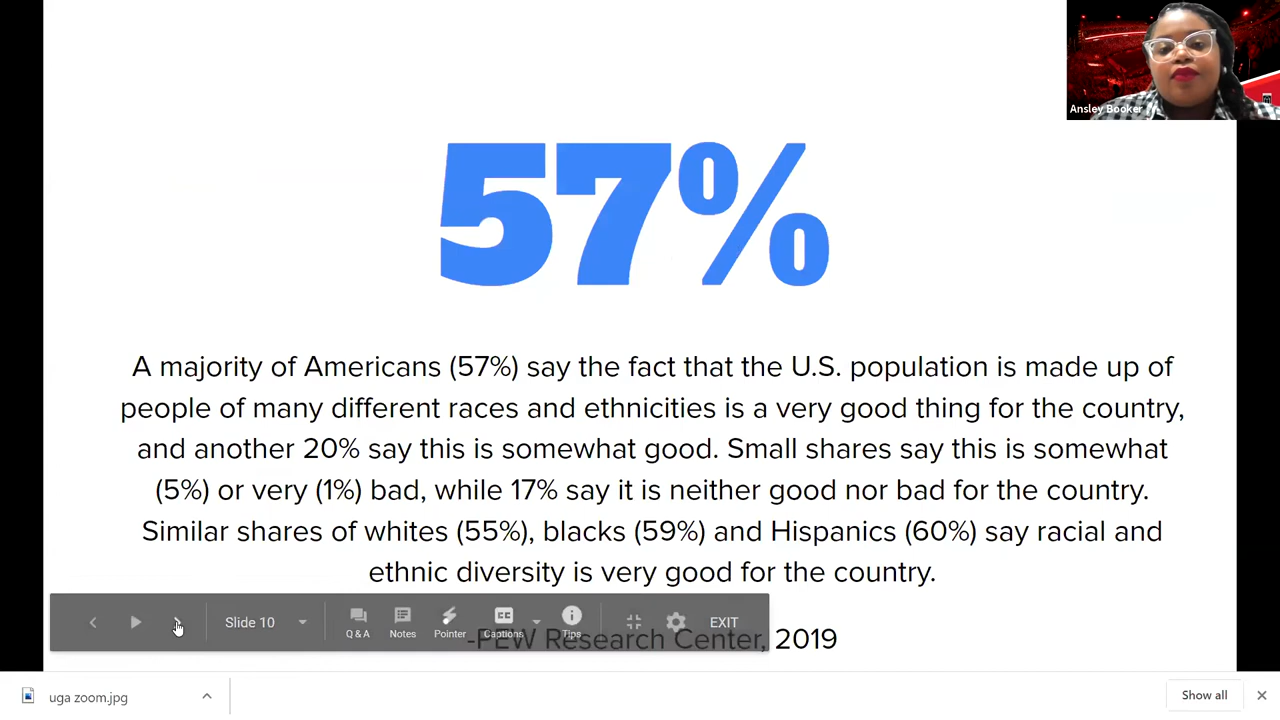 Ansley Booker
57%
A majority of Americans (57%) say the fact that the U.S. population is made up of
people of many different races and ethnicities is a very good thing for the country,
and another 20% say this is somewhat good. Small shares say this is somewhat
(5%) or very (1%) bad, while 17% say it is neither good nor bad for the country.
Similar shares of whites (55%), blacks (59%) and Hispanics (60%) say racial and
ethnic diversity is very good for the country.
-PEW Research Center, 2019
Slide 10
Q & A
Notes
Pointer
CC
Captions
Tips
EXIT
uga zoom.jpg
Show all